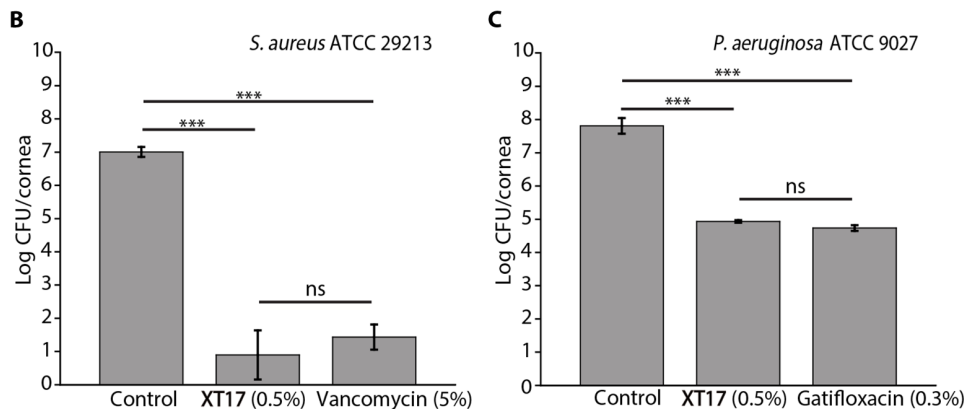 B
S. aureus ATCC 29213
Log CFU/cornea
10
9
8
7
6
5
4
3
2
1
0
***
***
ns
Control
XT17 (0.5%)
Vancomycin (5%)
C
P. aeruginosa ATCC 9027
Log CFU/cornea
10
9
8
7
6
5
4
3
2
1
0
***
***
ns
Control
XT17 (0.5%)
Gatifloxacin (0.3%)